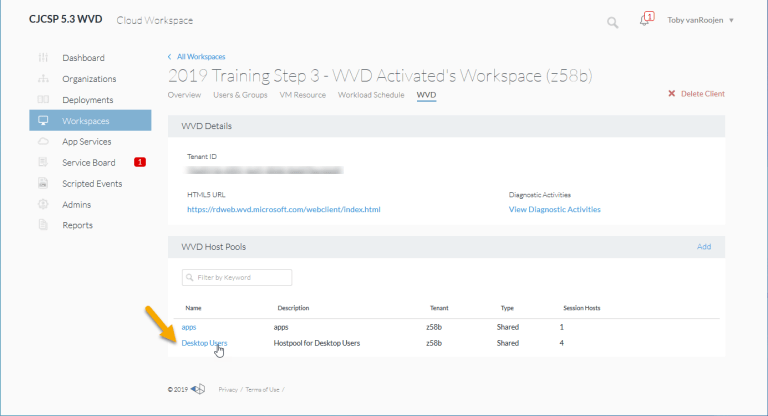 CJCSP 5.3 WVD Cloud Workspace
1
Toby vanRoojen
Dashboard
Organizations
Deployments
Workspaces
App Services
Service Board 1
Scripted Events
Admins
Reports
All Workspaces
2019 Training Step 3 - WVD Activated's Workspace (z58b)
Overview Users & Groups VM Resource Workload Schedule WVD
Delete Client
WVD Details
Tenant ID
HTML5 URL Diagnostic Activities
https://rdweb.wvd.microsoft.com/webclient/index.html View Diagnostic Activities
WVD Host Pools Add
Filter by Keyword
Name Description Tenant Type Session Hosts
apps apps z58b Shared 1
Desktop Users Hostpool for Desktop Users z58b Shared 4
© 2019 Privacy / Terms of Use /